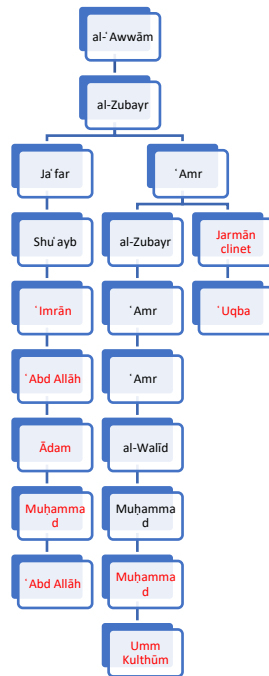 al-ʿAwwām
al-Zubayr
Jaʿfar
ʿAmr
Shuʿayb
al-Zubayr
Jarmān
clinet
ʿImrān
ʿAmr
ʿUqba
ʿAbd Allāh
ʿAmr
Ādam
al-Walīd
Muḥamma
d
Muḥamma
d
ʿAbd Allāh
Muḥamma
d
Umm
Kulthūm